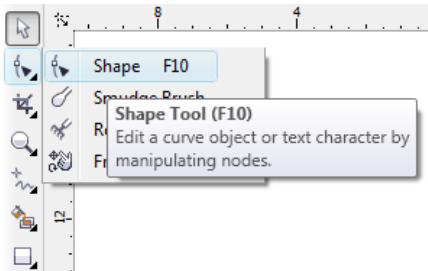 8 4
Shape F10
Smudge Brush
Shape Tool (F10)
Edit a curve object or text character by
manipulating nodes.
12